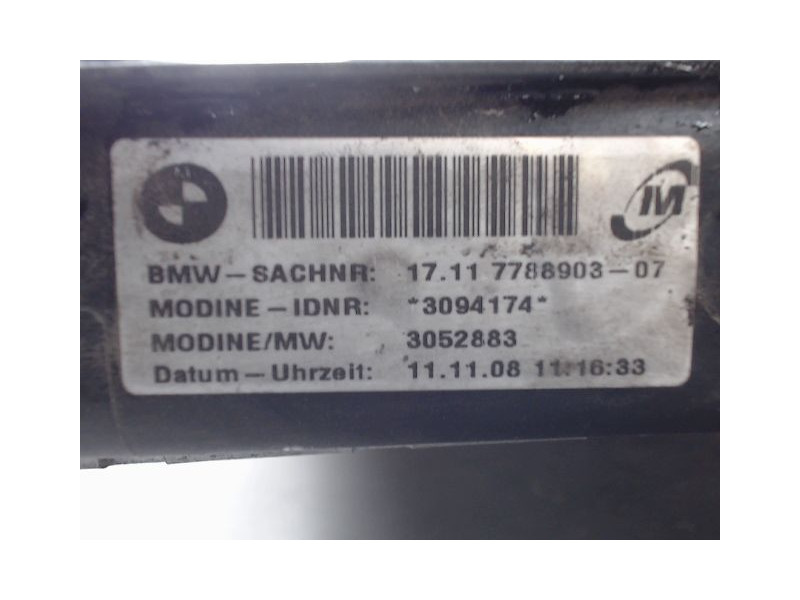 IM
BMW-SACHNR: 17.11 7788903-07
MODINE-IDNR: *3094174*
MODINE/MW: 3052883
Datum-Uhrzeit: 11.11.08 11:16:33